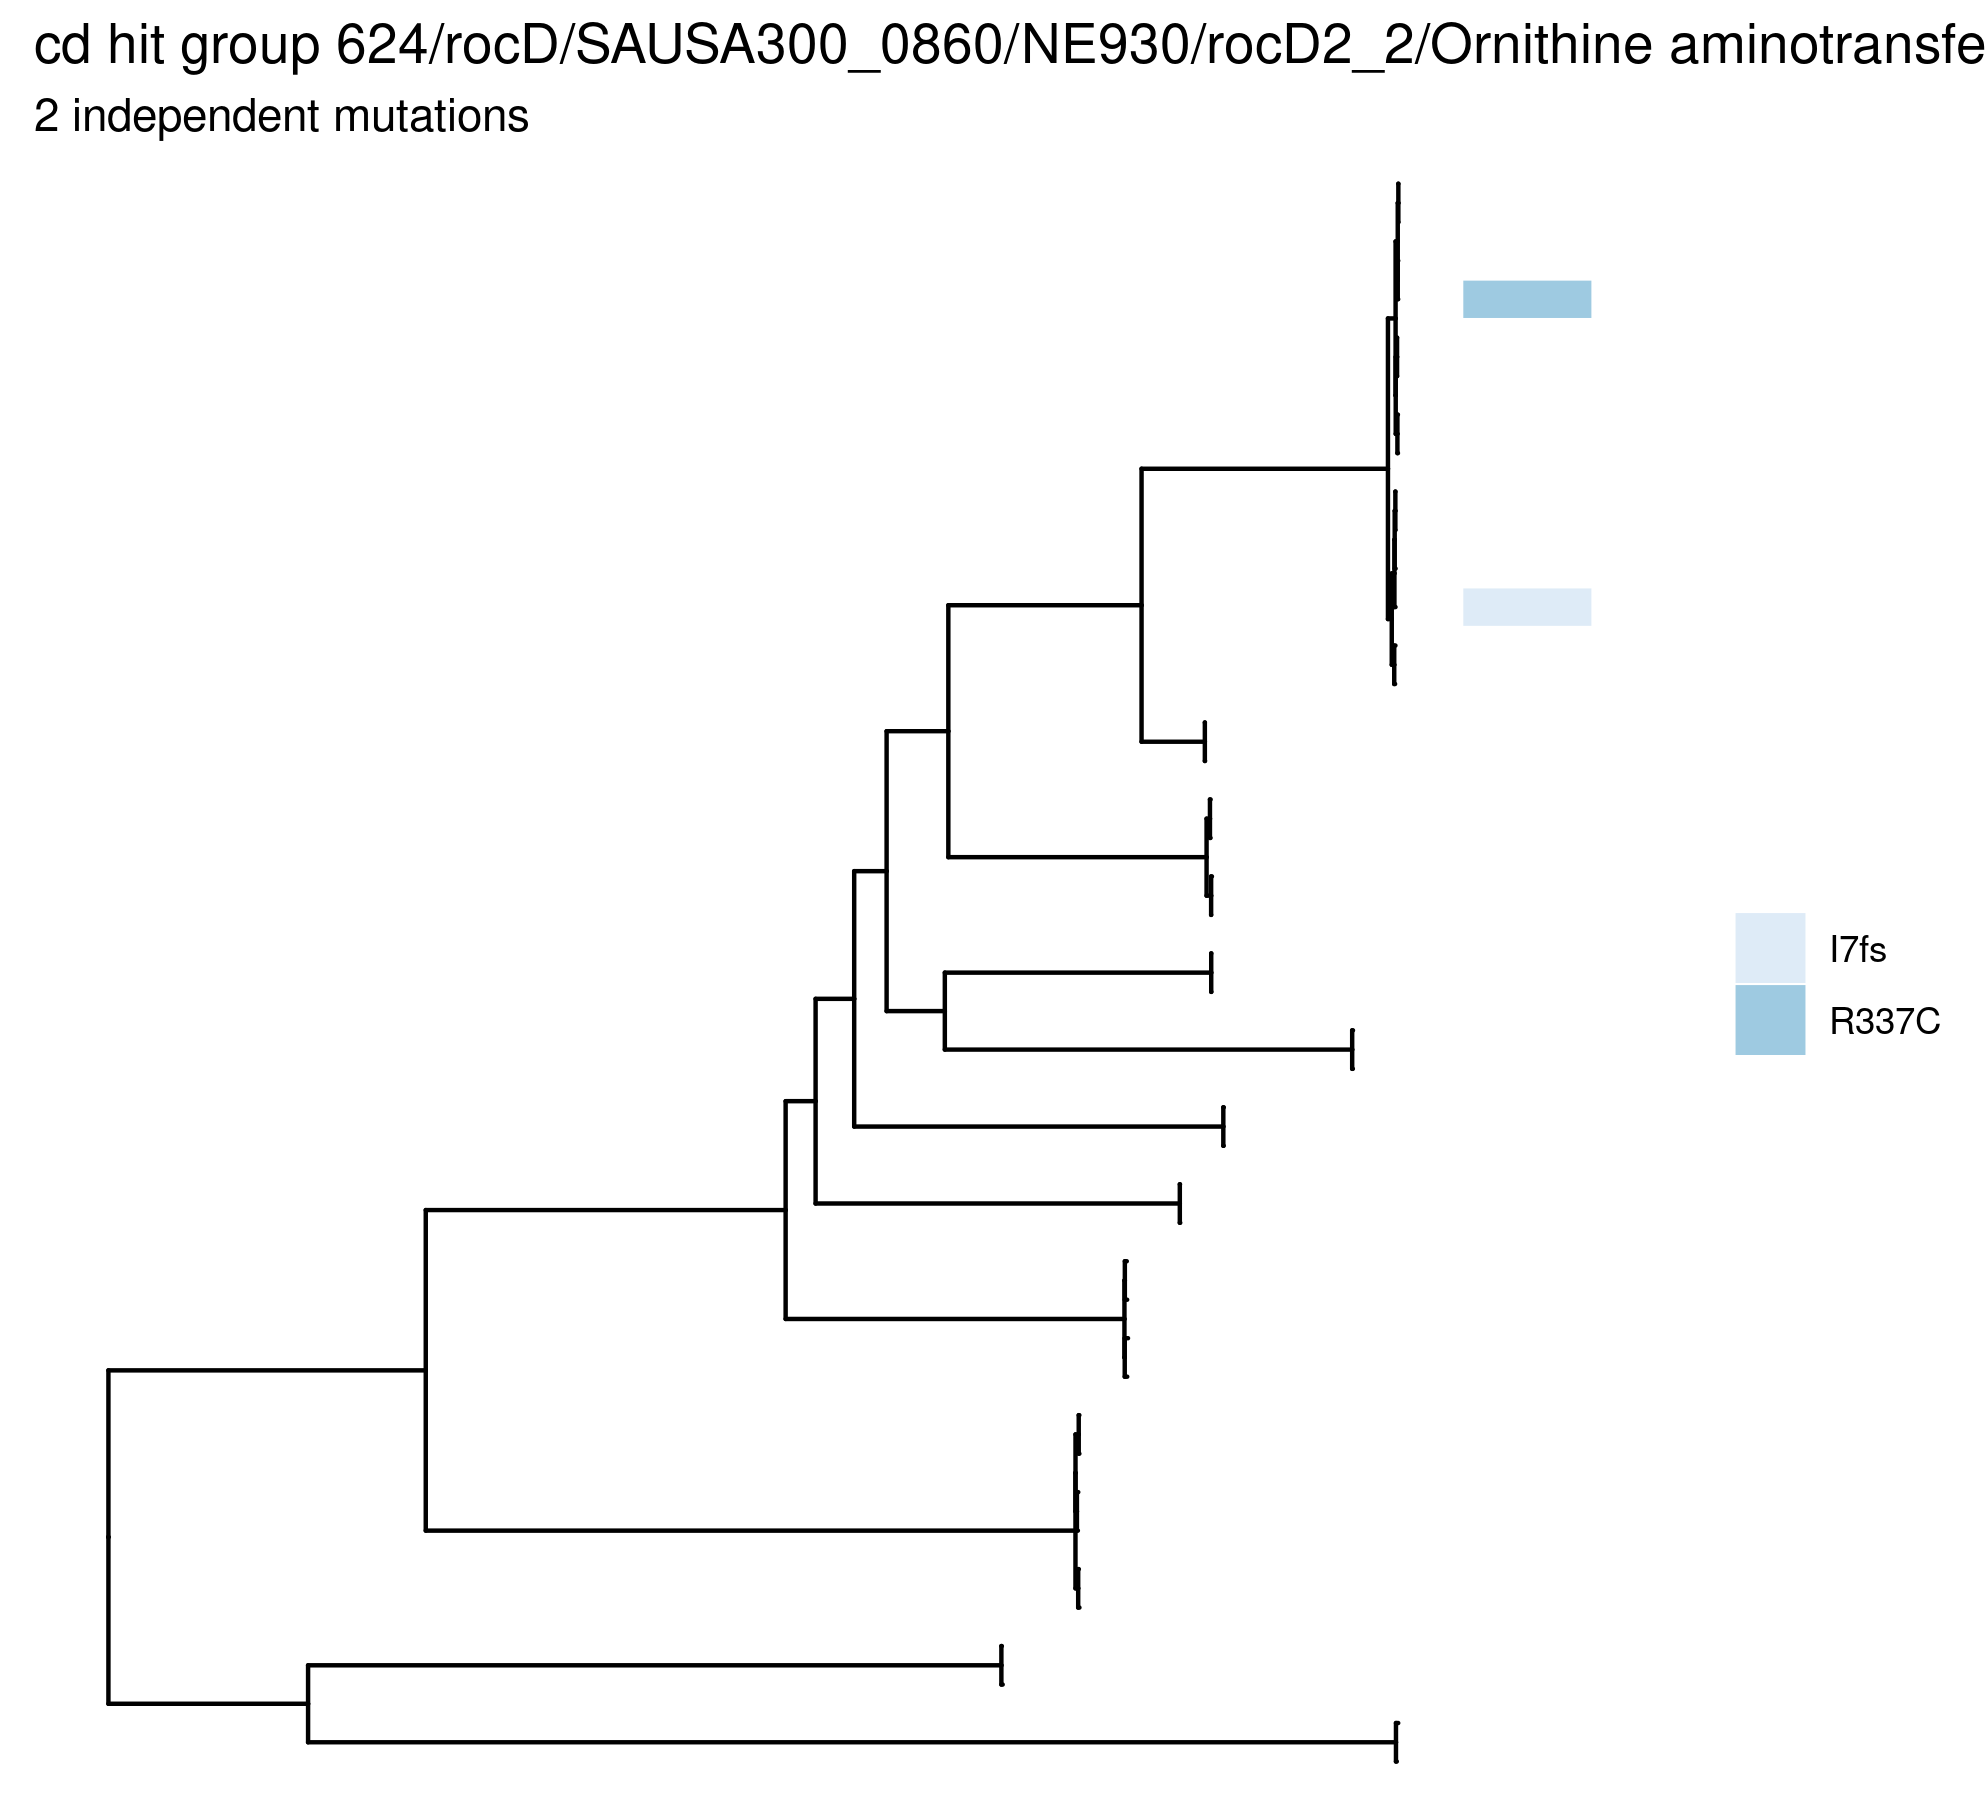 cd hit group 624/rocD/SAUSA300_0860/NE930/rocD2_2/Ornithine aminotransfe
2 independent mutations
I7fs
R337C